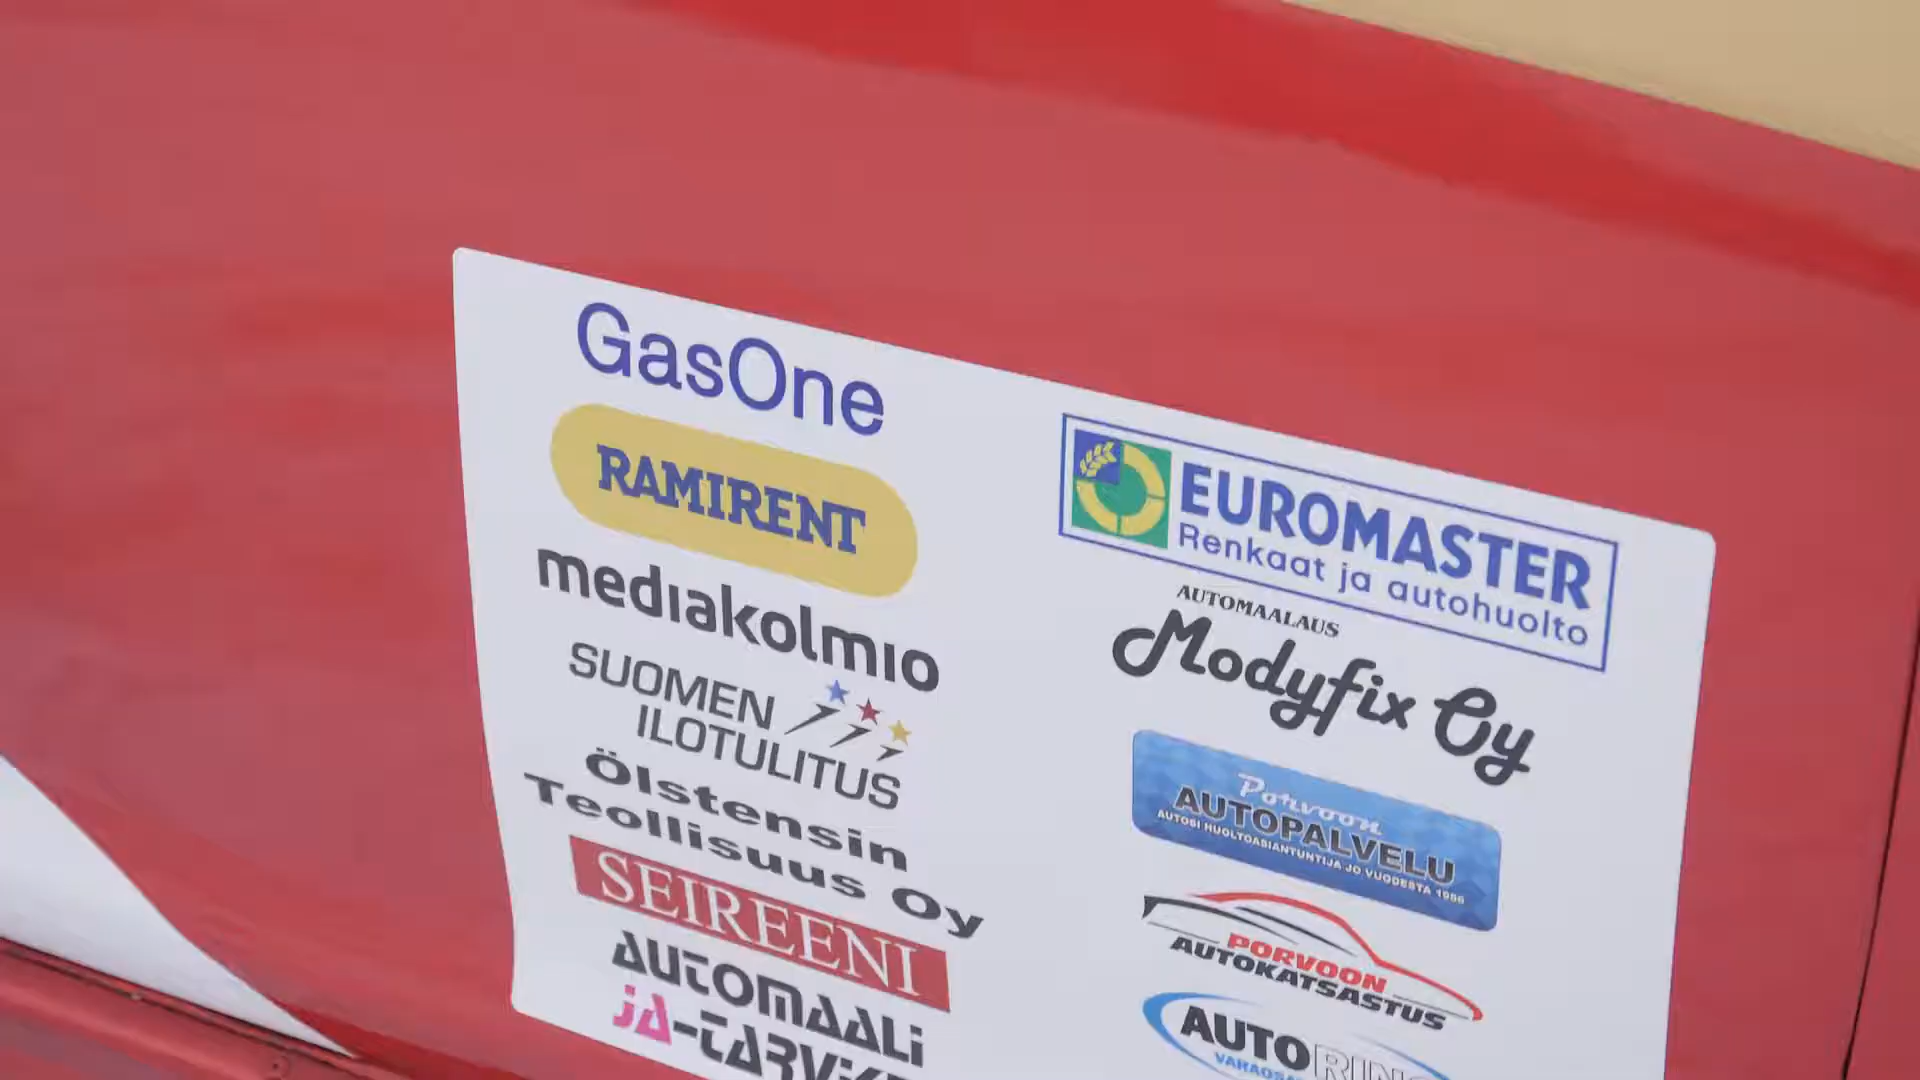 GasOne
RAMIRENT
mediakolmio
SUOMEN
ILOTULITUS
Ölstensin
Teollisuus Oy
SEIREENI
AUTOMAALI
JA-TARVIKE
EUROMASTER
Renkaat ja autohuolto
AUTOMAALAUS
Modyfix Oy
Porvoon
AUTOPALVELU
AUTOSI HUOLTOASIANTUNTIJA JO VUODESTA 1986
PORVOON
AUTOKATSASTUS
AUTO